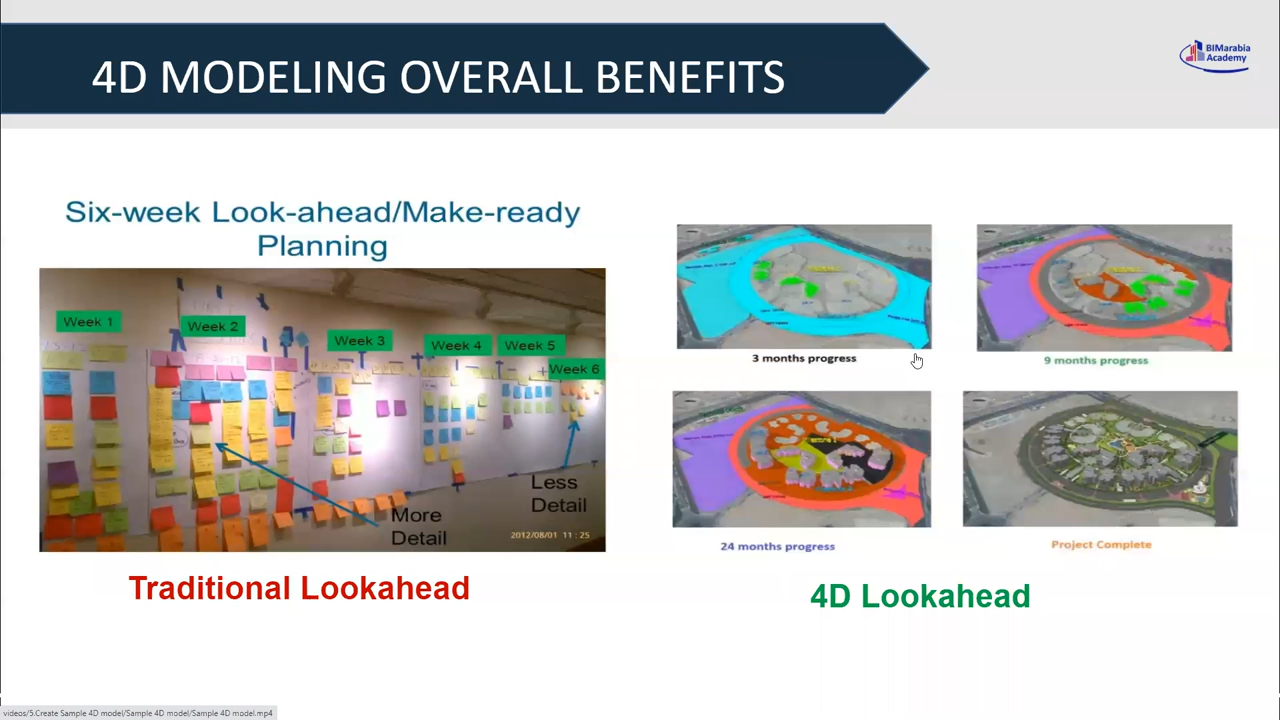 4D MODELING OVERALL BENEFITS
BIMarabia
Academy
Six-week Look-ahead/Make-ready
Planning
Week 1
Week 2
Week 3
Week 4
Week 5
Week 6
Less
Detail
More
Detail
2012/08/01 11:25
Traditional Lookahead
3 months progress
9 months progress
24 months progress
Project Complete
4D Lookahead
videos/5.Create Sample 4D model/Sample 4D model/Sample 4D model.mp4